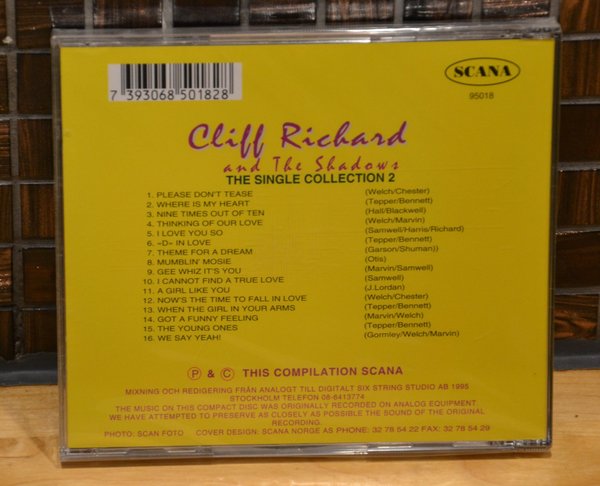 SCANA
95018
7 393068 501828
Cliff Richard
and The Shadows
THE SINGLE COLLECTION 2
1. PLEASE DON'T TEASE (Welch/Chester)
2. WHERE IS MY HEART (Tepper/Bennett)
3. NINE TIMES OUT OF TEN (Hall/Blackwell)
4. THINKING OF OUR LOVE (Welch/Marvin)
5. I LOVE YOU SO (Samwell/Harris/Richard)
6. «D» IN LOVE (Tepper/Bennett)
7. THEME FOR A DREAM (Garson/Shuman))
8. MUMBLIN' MOSIE (Otis)
9. GEE WHIZ IT'S YOU (Marvin/Samwell)
10. I CANNOT FIND A TRUE LOVE (Samwell)
11. A GIRL LIKE YOU (J.Lordan)
12. NOW'S THE TIME TO FALL IN LOVE (Welch/Chester)
13. WHEN THE GIRL IN YOUR ARMS (Tepper/Bennett)
14. GOT A FUNNY FEELING (Marvin/Welch)
15. THE YOUNG ONES (Tepper/Bennett)
16. WE SAY YEAH! (Gormley/Welch/Marvin)
Ⓟ & Ⓒ THIS COMPILATION SCANA
MIXNING OCH REDIGERING FRÅN ANALOGT TILL DIGITALT SIX STRING STUDIO AB 1995
STOCKHOLM TELEFON 08-6413774
THE MUSIC ON THIS COMPACT DISC WAS ORIGINALLY RECORDED ON ANALOG EQUIPMENT
WE HAVE ATTEMPTED TO PRESERVE AS CLOSELY AS POSSIBLE THE SOUND OF THE ORIGINAL
RECORDING.
PHOTO: SCAN FOTO COVER DESIGN: SCANA NORGE AS PHONE: 32 78 54 22 FAX: 32 78 54 29